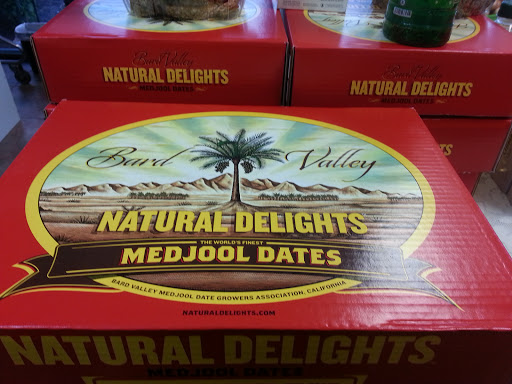 Bard Valley
NATURAL DELIGHTS
MEDJOOL DATES
Bard Valley
NATURAL DELIGHTS
MEDJOOL DATES
Bard Valley
NATURAL DELIGHTS
THE WORLD'S FINEST
MEDJOOL DATES
BARD VALLEY MEDJOOL DATE GROWERS ASSOCIATION, CALIFORNIA
NATURALDELIGHTS.COM
NATURAL DELIGHTS
MEDJOOL DATES